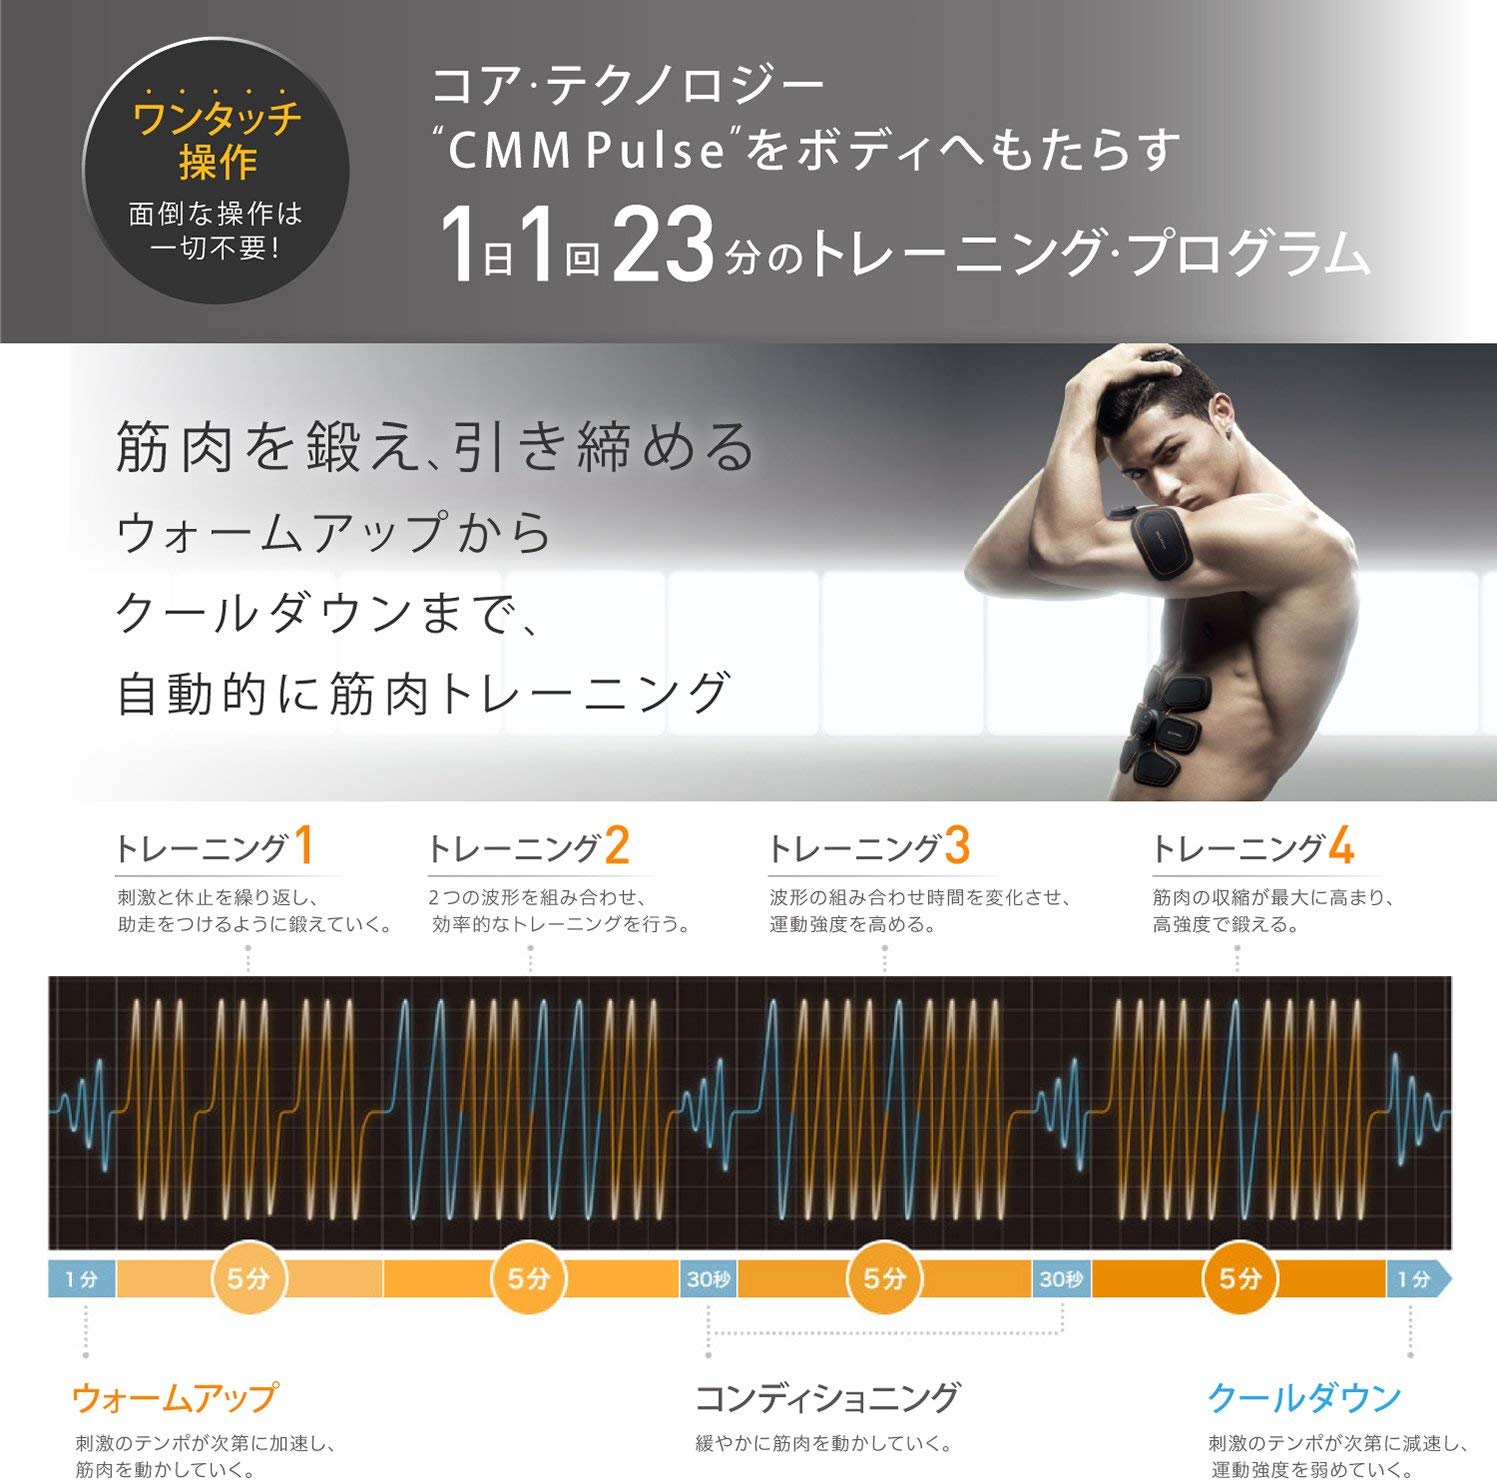 ワンタッチ
操作
面倒な操作は
一切不要!
コア・テクノロジー
“CMM Pulse”をボディへもたらす
1日1回23分のトレーニング・プログラム
筋肉を鍛え、引き締める
ウォームアップから
クールダウンまで、
自動的に筋肉トレーニング
トレーニング1
刺激と休止を繰り返し、
助走をつけるように鍛えていく。
トレーニング2
2つの波形を組み合わせ、
効率的なトレーニングを行う。
トレーニング3
波形の組み合わせ時間を変化させ、
運動強度を高める。
トレーニング4
筋肉の収縮が最大に高まり、
高強度で鍛える。
1分
5分
5分
30秒
5分
30秒
5分
1分
ウォームアップ
刺激のテンポが次第に加速し、
筋肉を動かしていく。
コンディショニング
緩やかに筋肉を動かしていく。
クールダウン
刺激のテンポが次第に減速し、
運動強度を弱めていく。